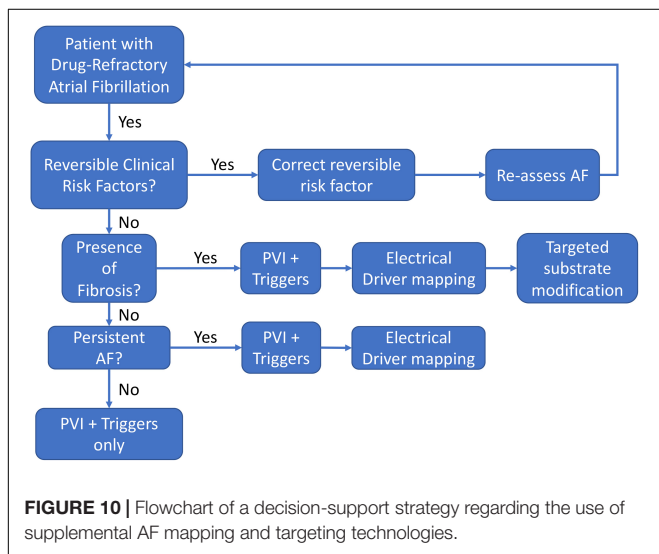 Patient with
Drug-Refractory
Atrial Fibrillation
Yes
Reversible Clinical
Risk Factors?
Yes
Correct reversible
risk factor
Re-assess AF
No
Presence
of
Fibrosis?
Yes
PVI +
Triggers
Electrical
Driver mapping
Targeted
substrate
modification
No
Persistent
AF?
Yes
PVI +
Triggers
Electrical
Driver mapping
No
PVI + Triggers
only
FIGURE 10 | Flowchart of a decision-support strategy regarding the use of
supplemental AF mapping and targeting technologies.